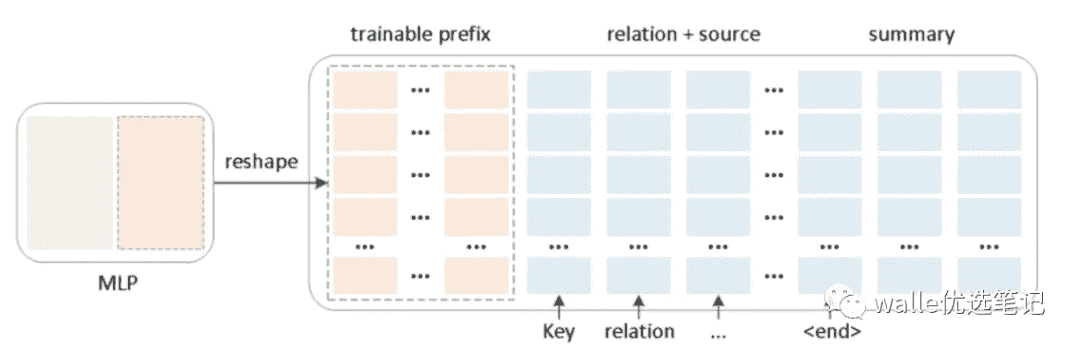 trainable prefix relation + source summary
reshape
MLP
Key relation ... <end>
walle优选笔记